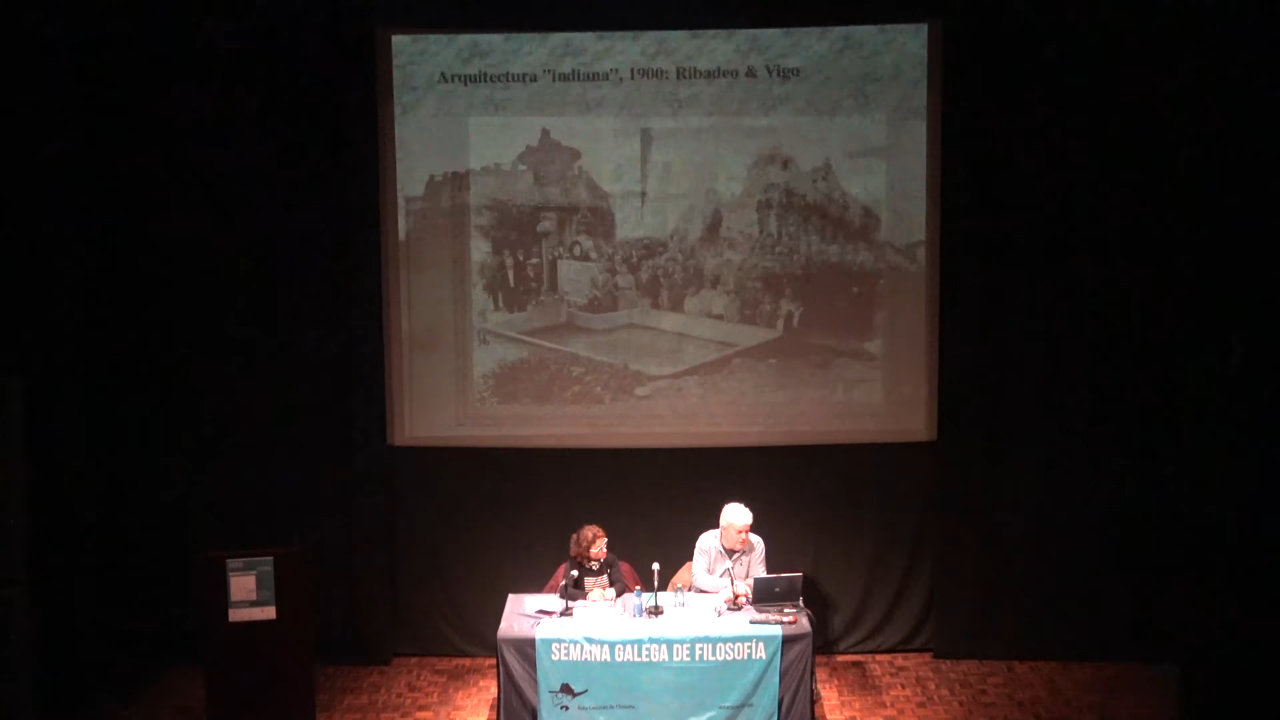 Arquitectura "indiana", 1900: Ribadeo & Vigo
SEMANA GALEGA DE FILOSOFÍA